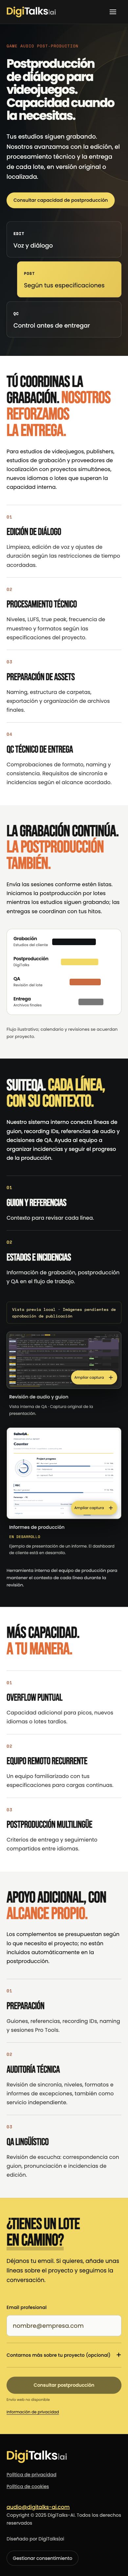 DigiTalks|ai
GAME AUDIO POST-PRODUCTION
Postproducción
de diálogo para
videojuegos.
Capacidad cuando
la necesitas.
Tus estudios siguen grabando.
Nosotros avanzamos con la edición, el
procesamiento técnico y la entrega
de cada lote, en versión original o
localizada.
Consultar capacidad de postproducción
EDIT
Voz y diálogo
POST
Según tus especificaciones
QC
Control antes de entregar
TÚ COORDINAS LA
GRABACIÓN. NOSOTROS
REFORZAMOS
LA ENTREGA.
Para estudios de videojuegos, publishers,
estudios de grabación y proveedores de
localización con proyectos simultáneos,
nuevos idiomas o lotes que superan la
capacidad interna.
01
EDICIÓN DE DIÁLOGO
Limpieza, edición de voz y ajustes de
duración según las restricciones de tiempo
acordadas.
02
PROCESAMIENTO TÉCNICO
Niveles, LUFS, true peak, frecuencia de
muestreo y formatos según las
especificaciones del proyecto.
03
PREPARACIÓN DE ASSETS
Naming, estructura de carpetas,
exportación y organización de archivos
finales.
04
QC TÉCNICO DE ENTREGA
Comprobaciones de formato, naming y
consistencia. Requisitos de sincronía e
incidencias según el alcance acordado.
LA GRABACIÓN CONTINÚA.
LA POSTPRODUCCIÓN
TAMBIÉN.
Envía las sesiones conforme estén listas.
Iniciamos la postproducción por lotes
mientras los estudios siguen grabando; las
entregas se coordinan con tus hitos.
Grabación
Estudios del cliente
Postproducción
DigiTalks
QA
Revisión del lote
Entrega
Archivos finales
Flujo ilustrativo; calendario y revisiones se acuerdan
por proyecto.
SUITEQA. CADA LÍNEA,
CON SU CONTEXTO.
Nuestro sistema interno conecta líneas de
guion, recording IDs, referencias de audio y
decisiones de QA. Ayuda al equipo a
organizar incidencias y seguir el progreso
de la producción.
01
GUION Y REFERENCIAS
Contexto para revisar cada línea.
02
ESTADOS E INCIDENCIAS
Información de grabación, postproducción
y QA en el flujo de trabajo.
Vista previa local · Imágenes pendientes de
aprobación de publicación
Ampliar captura +
Revisión de audio y guion
Vista interna de QA · Captura original de la
presentación.
Ampliar captura +
Informes de producción
EN DESARROLLO
Ejemplo de presentación de un informe. El dashboard
de cliente está en desarrollo.
Herramienta interna del equipo de producción para
mantener el contexto de cada línea durante la
revisión.
MÁS CAPACIDAD.
A TU MANERA.
01
OVERFLOW PUNTUAL
Capacidad adicional para picos, nuevos
idiomas o lotes tardíos.
02
EQUIPO REMOTO RECURRENTE
Un equipo familiarizado con tus
especificaciones para cargas continuas.
03
POSTPRODUCCIÓN MULTILINGÜE
Criterios de entrega y seguimiento
compartidos entre idiomas.
APOYO ADICIONAL, CON
ALCANCE PROPIO.
Los complementos se presupuestan según
lo que necesita el proyecto; no están
incluidos automáticamente en la
postproducción.
01
PREPARACIÓN
Guiones, referencias, recording IDs, naming
y sesiones Pro Tools.
02
AUDITORÍA TÉCNICA
Revisión de sincronía, niveles, formatos e
informes de excepciones, también como
servicio independiente.
03
QA LINGÜÍSTICO
Revisión de escucha: correspondencia con
guion, pronunciación e incidencias de
edición.
¿TIENES UN LOTE
EN CAMINO?
Déjanos tu email. Si quieres, añade unas
líneas sobre el proyecto y seguimos la
conversación.
Email profesional
nombre@empresa.com
Contarnos más sobre tu proyecto (opcional) +
Consultar postproducción
Envío web no disponible
Información de privacidad
DigiTalks|ai
Política de privacidad
Política de cookies
audio@digitalks-ai.com
Copyright © 2025 DigiTalks-AI. Todos los derechos
reservados
Diseñado por DigiTalks|ai
Gestionar consentimiento